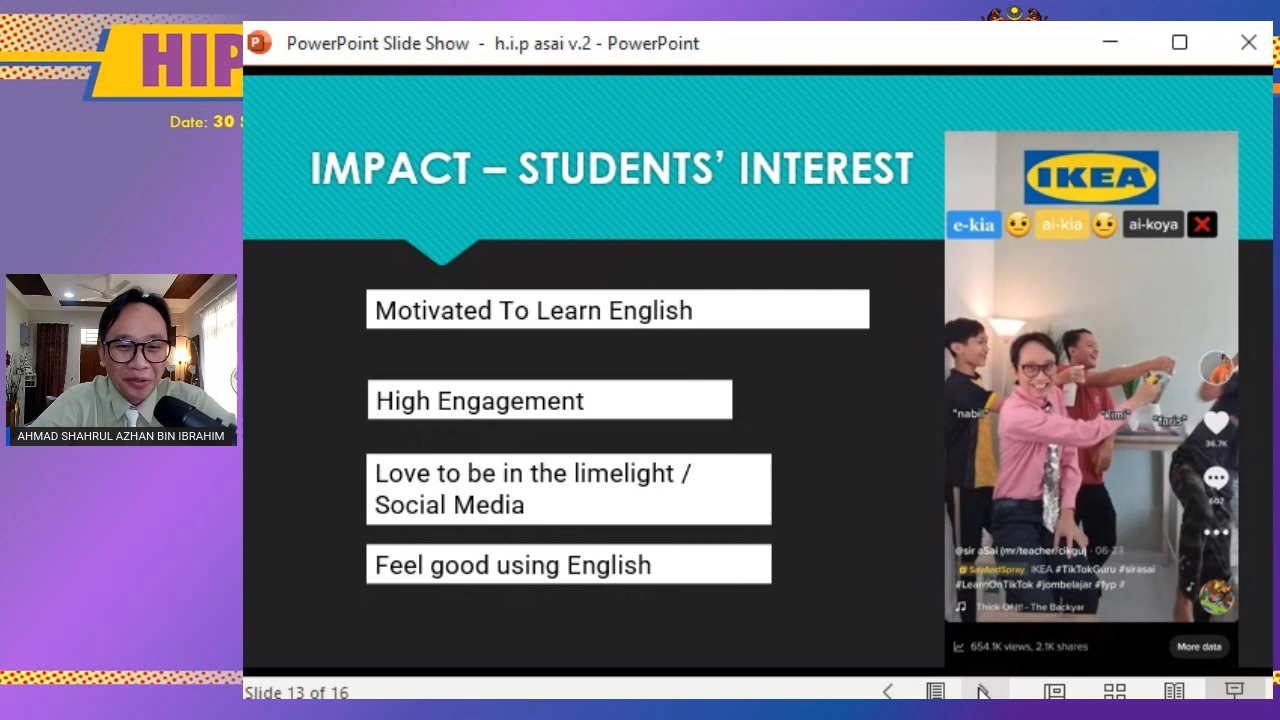 HIP
Date: 30 S
PowerPoint Slide Show - h.i.p asai v.2 - PowerPoint
IMPACT – STUDENTS' INTEREST
Motivated To Learn English
High Engagement
Love to be in the limelight /
Social Media
Feel good using English
AHMAD SHAHRUL AZHAN BIN IBRAHIM
IKEA
e-kia ai-kia ai-koya
"nabil"
"faris"
36.7K
602
@sir aSai (mr/teacher/cikgu) · 06-23
SayAndSpray IKEA #TikTokGuru #sirasai
#LearnOnTikTok #jombelajar #fyp #
Thick Of It! - The Backyar
654.1K views, 2.1K shares
More data
Slide 13 of 16